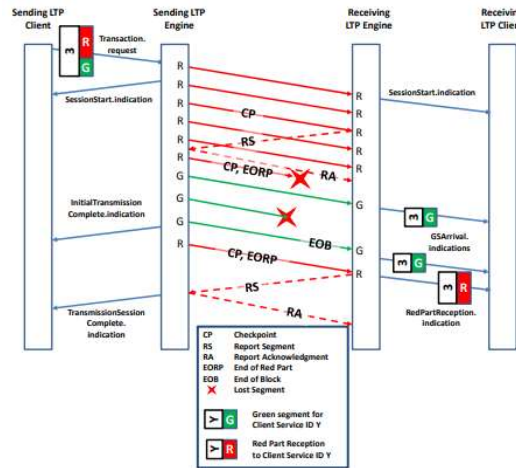 Sending LTP
Client
Sending LTP
Engine
Receiving
LTP Engine
Receiving
LTP Client
3
R
G
Transaction.
request
SessionStart.indication
R
R
R
R
R
R
G
G
G
R
CP
RS
RA
CP, EORP
EOB
CP, EORP
RS
RA
R
R
R
R
R
G
G
R
SessionStart.indication
3 G
GSArrival.
indications
3 G
3
R
RedPartReception.
indication
InitialTransmission
Complete.indication
TransmissionSession
Complete.
indication
CP Checkpoint
RS Report Segment
RA Report Acknowledgment
EORP End of Red Part
EOB End of Block
Lost Segment
Y G Green segment for
Client Service ID Y
Y R Red Part Reception
to Client Service ID Y